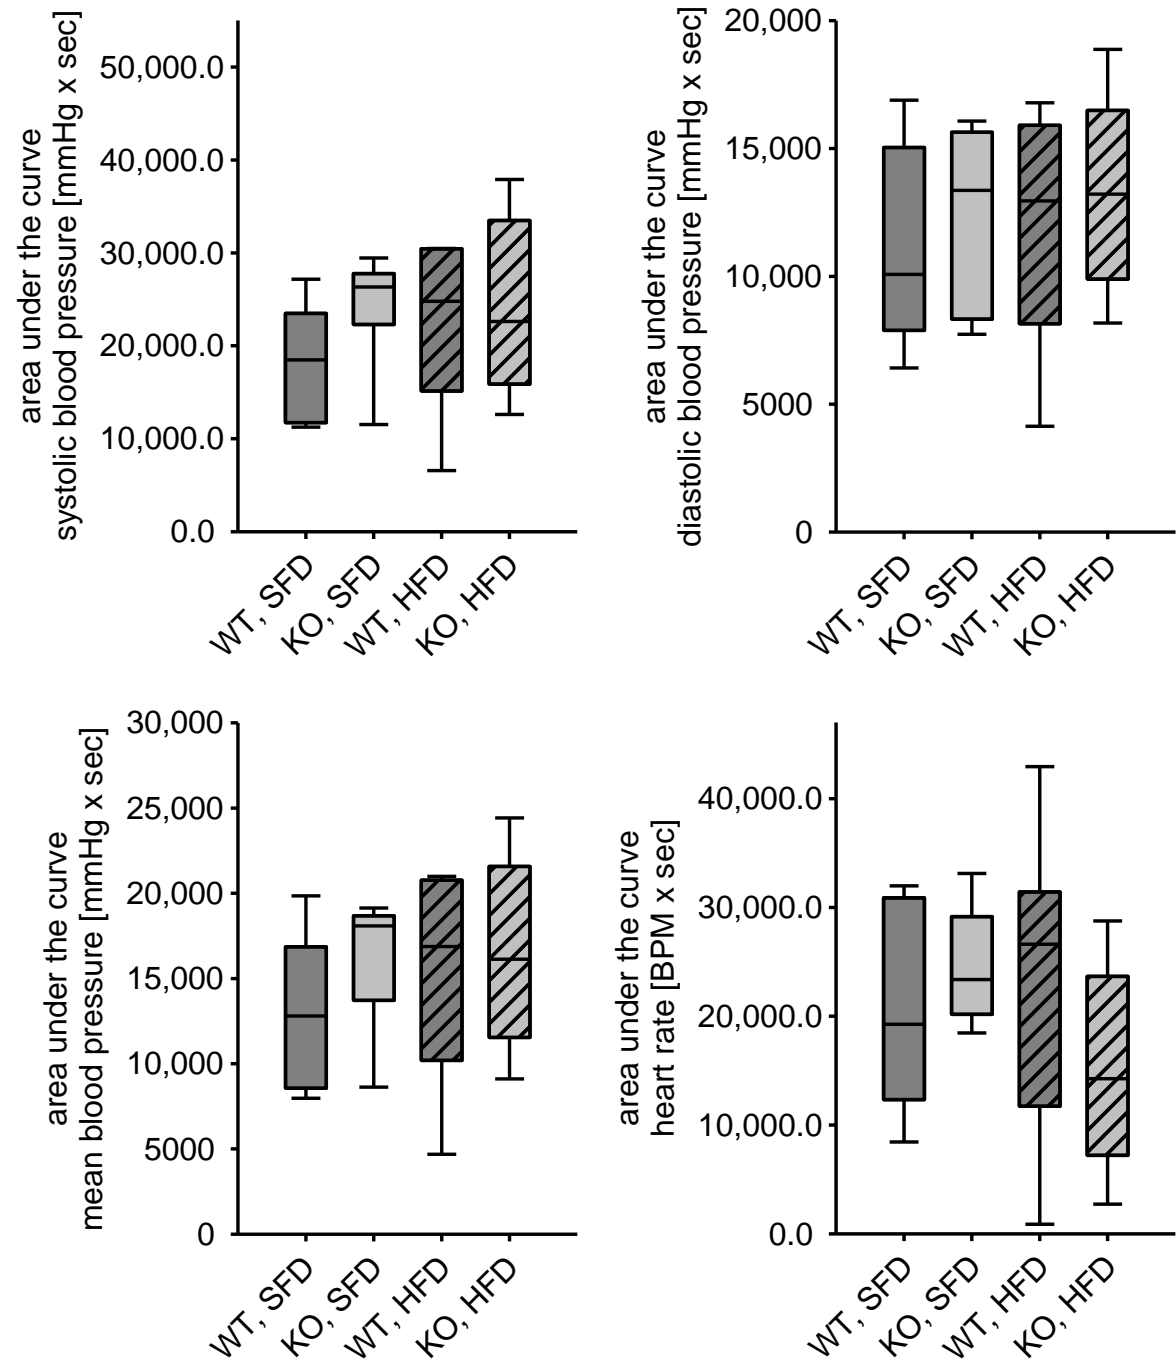 area under the curve
systolic blood pressure [mmHg x sec]
50,000.0
40,000.0
30,000.0
20,000.0
10,000.0
0.0
WT, SFD
KO, SFD
WT, HFD
KO, HFD
area under the curve
diastolic blood pressure [mmHg x sec]
20,000
15,000
10,000
5000
0
WT, SFD
KO, SFD
WT, HFD
KO, HFD
area under the curve
mean blood pressure [mmHg x sec]
30,000
25,000
20,000
15,000
10,000
5000
0
WT, SFD
KO, SFD
WT, HFD
KO, HFD
area under the curve
heart rate [BPM x sec]
40,000.0
30,000.0
20,000.0
10,000.0
0.0
WT, SFD
KO, SFD
WT, HFD
KO, HFD